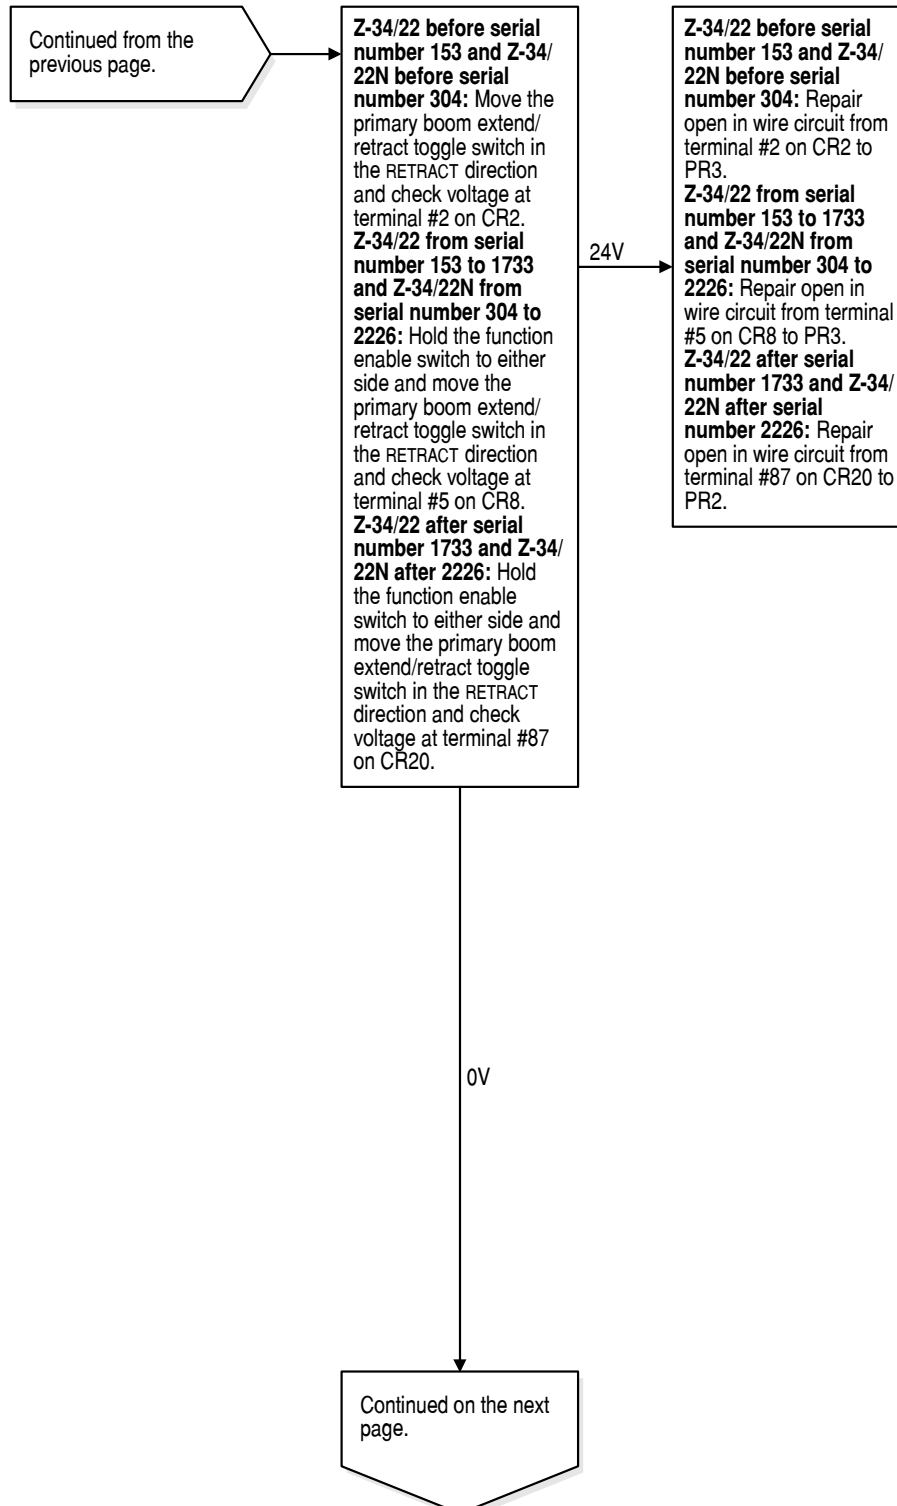 Continued from the
previous page.
Z-34/22 before serial
number 153 and Z-34/
22N before serial
number 304: Move the
primary boom extend/
retract toggle switch in
the RETRACT direction
and check voltage at
terminal #2 on CR2.
Z-34/22 from serial
number 153 to 1733
and Z-34/22N from
serial number 304 to
2226: Hold the function
enable switch to either
side and move the
primary boom extend/
retract toggle switch in
the RETRACT direction
and check voltage at
terminal #5 on CR8.
Z-34/22 after serial
number 1733 and Z-34/
22N after 2226: Hold
the function enable
switch to either side and
move the primary boom
extend/retract toggle
switch in the RETRACT
direction and check
voltage at terminal #87
on CR20.
24V
Z-34/22 before serial
number 153 and Z-34/
22N before serial
number 304: Repair
open in wire circuit from
terminal #2 on CR2 to
PR3.
Z-34/22 from serial
number 153 to 1733
and Z-34/22N from
serial number 304 to
2226: Repair open in
wire circuit from terminal
#5 on CR8 to PR3.
Z-34/22 after serial
number 1733 and Z-34/
22N after serial
number 2226: Repair
open in wire circuit from
terminal #87 on CR20 to
PR2.
0V
Continued on the next
page.